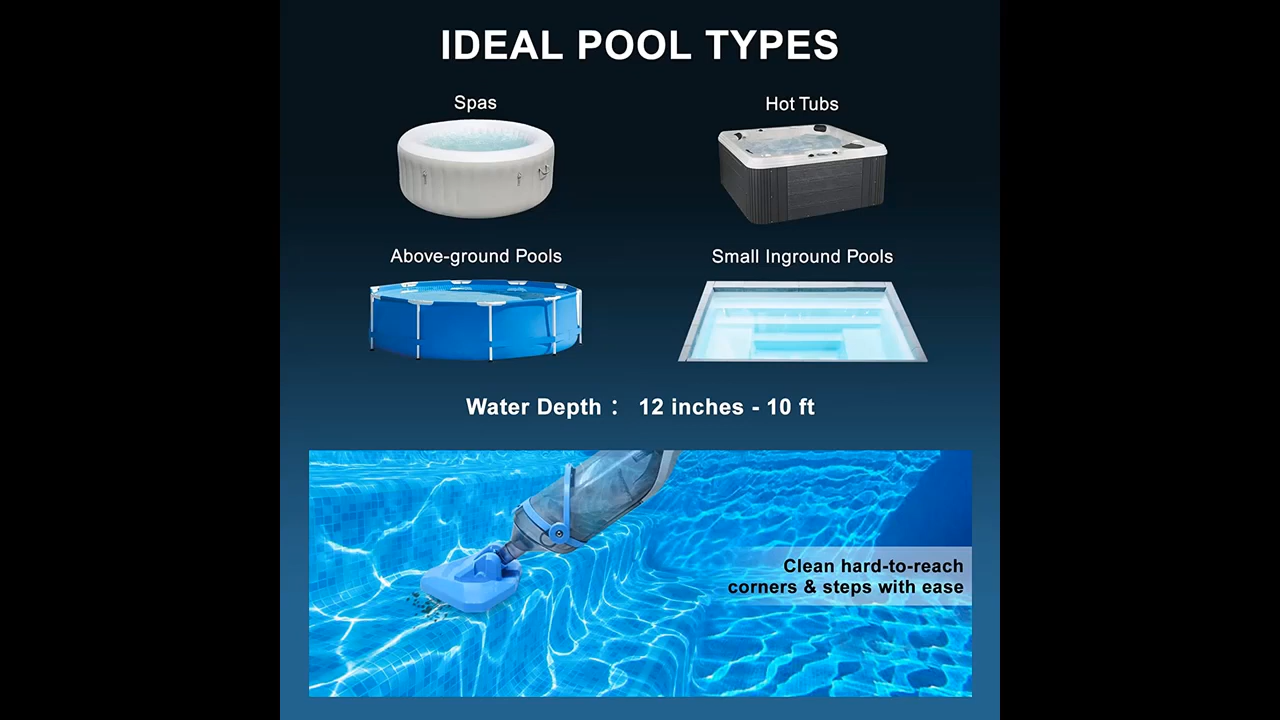 IDEAL POOL TYPES
Spas
Hot Tubs
Above-ground Pools
Small Inground Pools
Water Depth： 12 inches - 10 ft
Clean hard-to-reach
corners & steps with ease